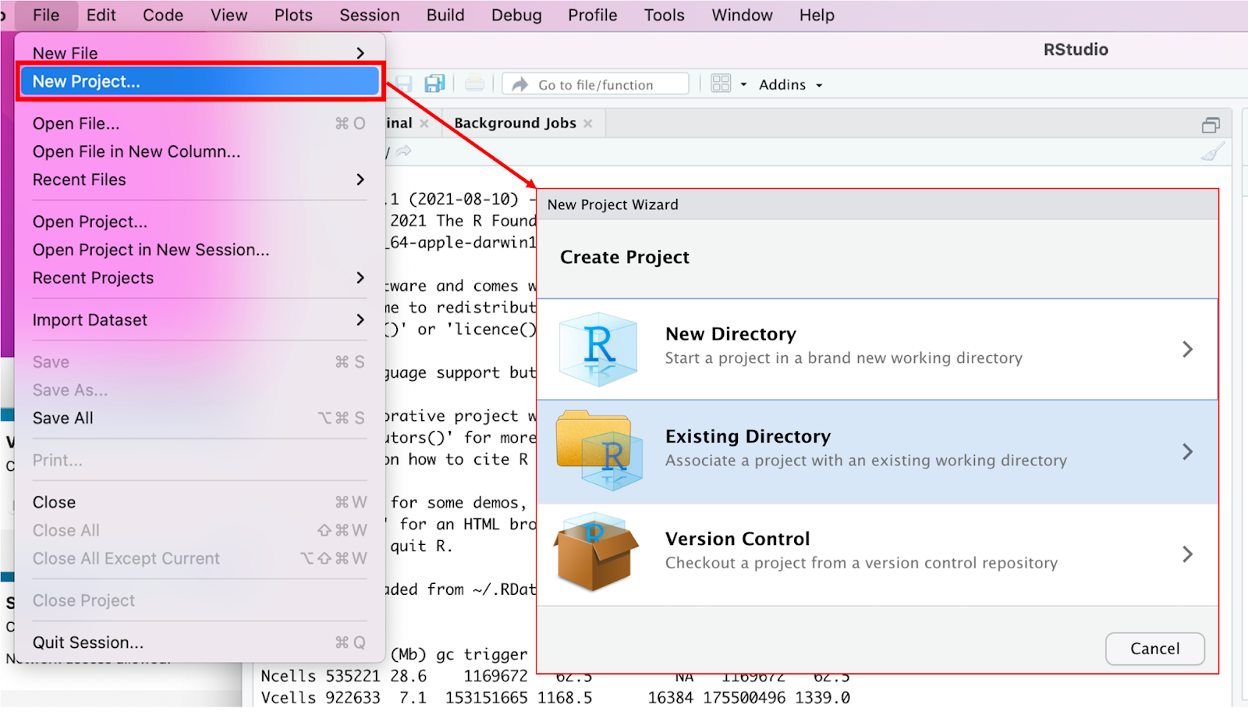 File Edit Code View Plots Session Build Debug Profile Tools Window Help
RStudio
New File
New Project...
Go to file/function
Addins
Open File... ⌘ O
inal × Background Jobs ×
Open File in New Column...
/
Recent Files
.1 (2021-08-10) -
2021 The R Found
_64-apple-darwin1
Open Project...
Open Project in New Session...
Recent Projects
tware and comes w
me to redistribut
()' or 'licence()
Import Dataset
Save ⌘ S
guage support but
Save As...
Save All ⌥ ⌘ S
orative project w
utors()' for more
on how to cite R
Print...
Close ⌘ W
for some demos,
Close All ⇧ ⌘ W
' for an HTML bro
quit R.
Close All Except Current ⌥ ⇧ ⌘ W
aded from ~/.RDat
Close Project
Quit Session... ⌘ Q
(Mb) gc trigger
Ncells 535221 28.6 1169672 62.5 NA 1169672 62.5
Vcells 922633 7.1 153151665 1168.5 16384 175500496 1339.0
New Project Wizard
Create Project
R
New Directory
Start a project in a brand new working directory
R
Existing Directory
Associate a project with an existing working directory
R
Version Control
Checkout a project from a version control repository
Cancel